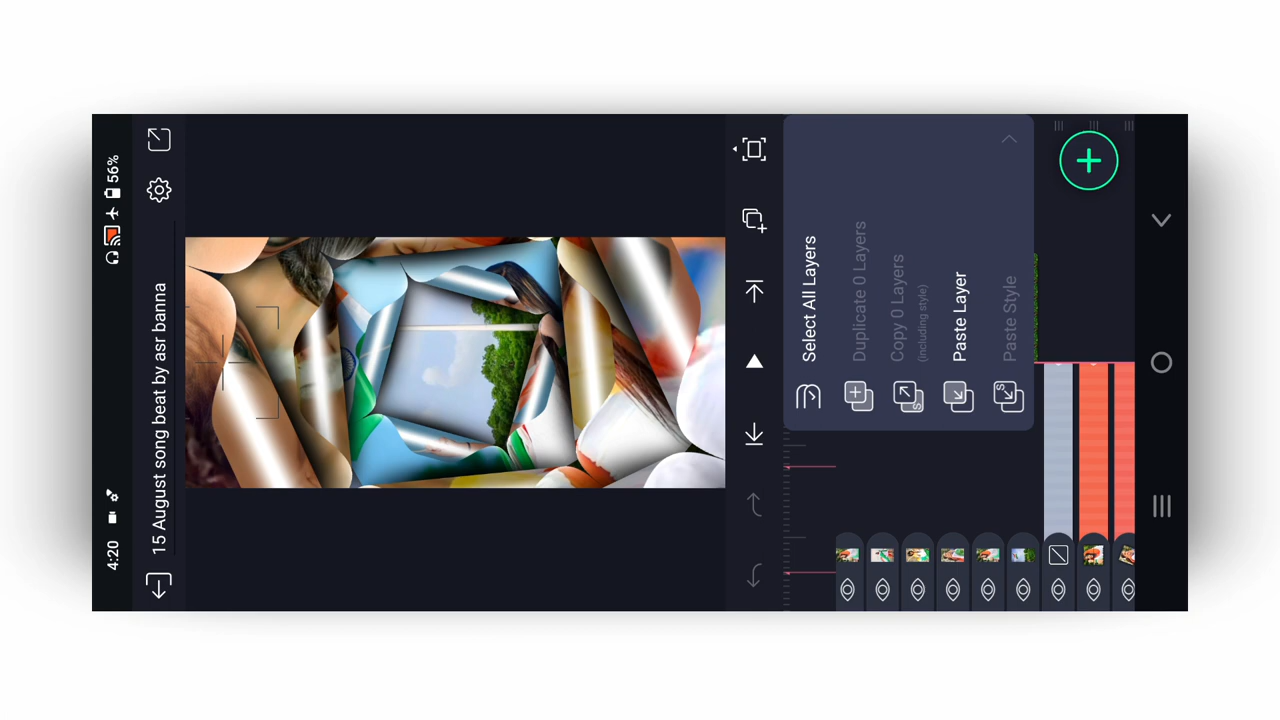 4:20
56%
15 August song beat by asr banna
Select All Layers
Duplicate 0 Layers
Copy 0 Layers
(including style)
Paste Layer
Paste Style